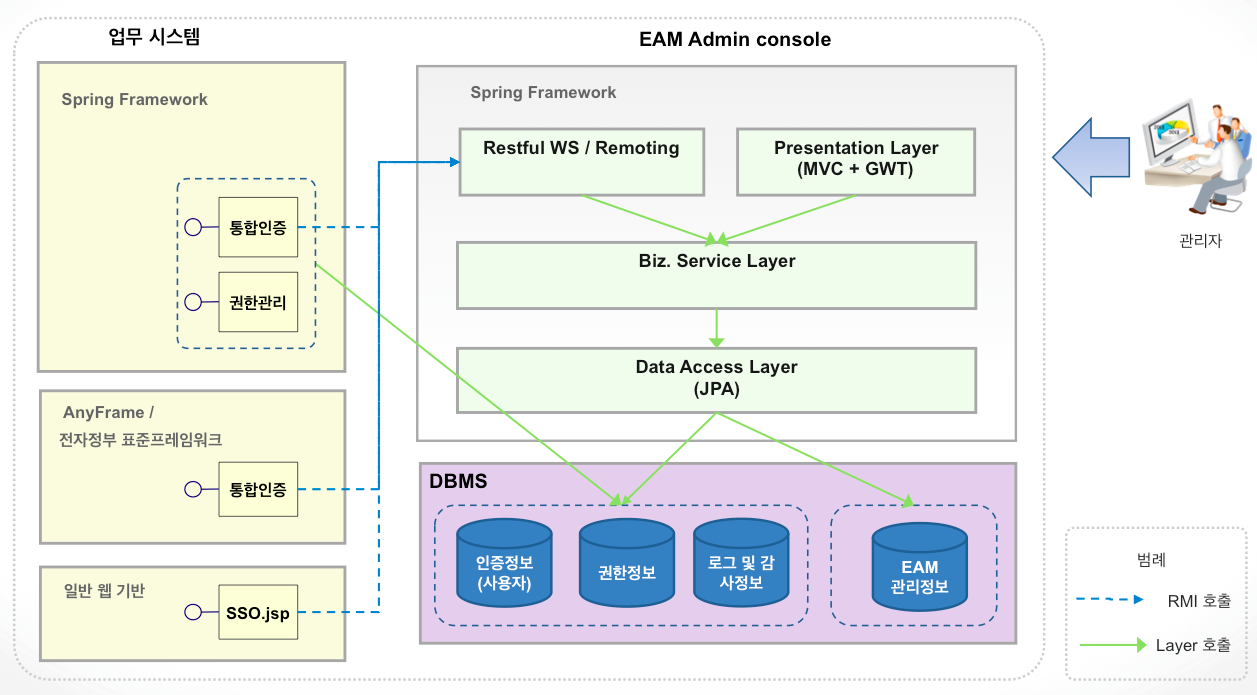 업무 시스템
Spring Framework
통합인증
권한관리
AnyFrame /
전자정부 표준프레임워크
통합인증
일반 웹 기반
SSO.jsp
EAM Admin console
Spring Framework
Restful WS / Remoting
Presentation Layer
(MVC + GWT)
Biz. Service Layer
Data Access Layer
(JPA)
DBMS
인증정보
(사용자)
권한정보
로그 및 감
사정보
EAM
관리정보
관리자
범례
RMI 호출
Layer 호출